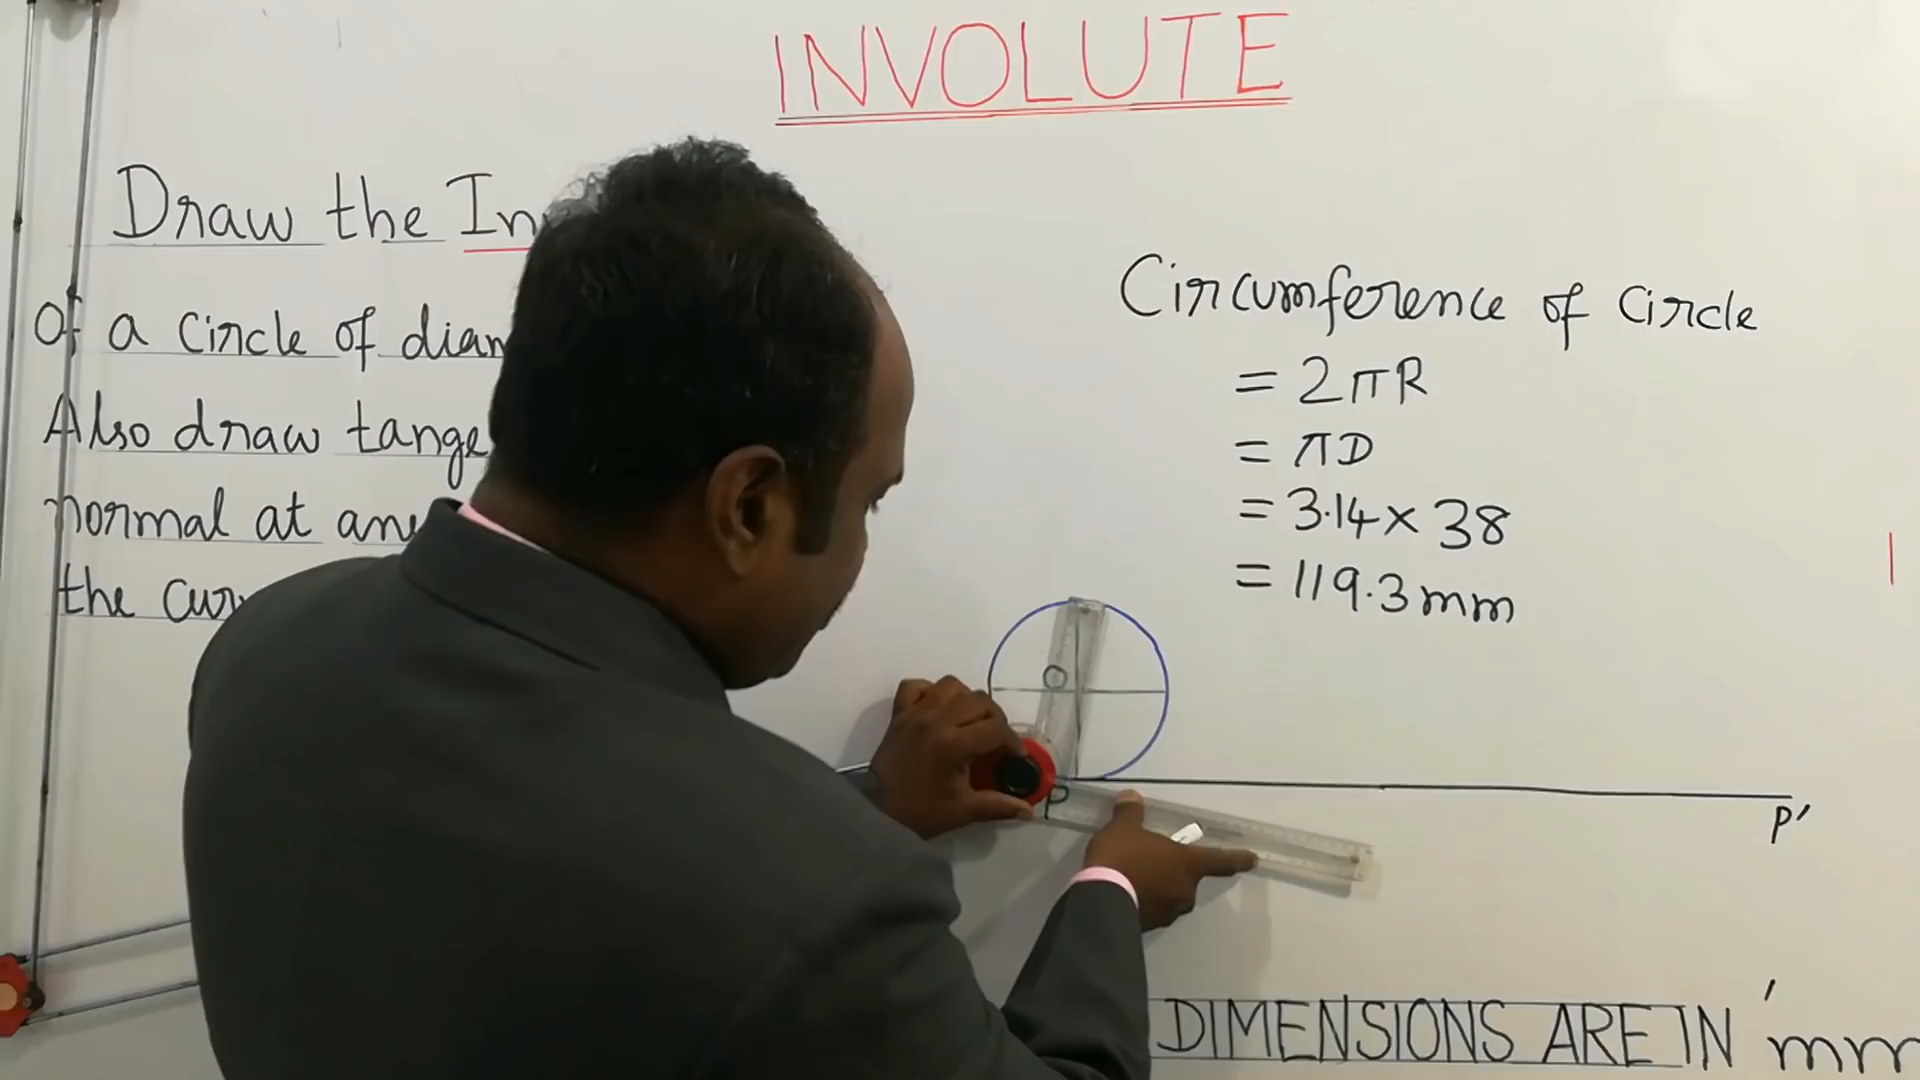 INVOLUTE
Draw the In
Of a circle of diam
Also draw tange
normal at any
the cur
Circumference of circle
= 2πR
= πD
= 3.14 × 38
= 119.3 mm
O
P
P'
DIMENSIONS ARE IN 'mm